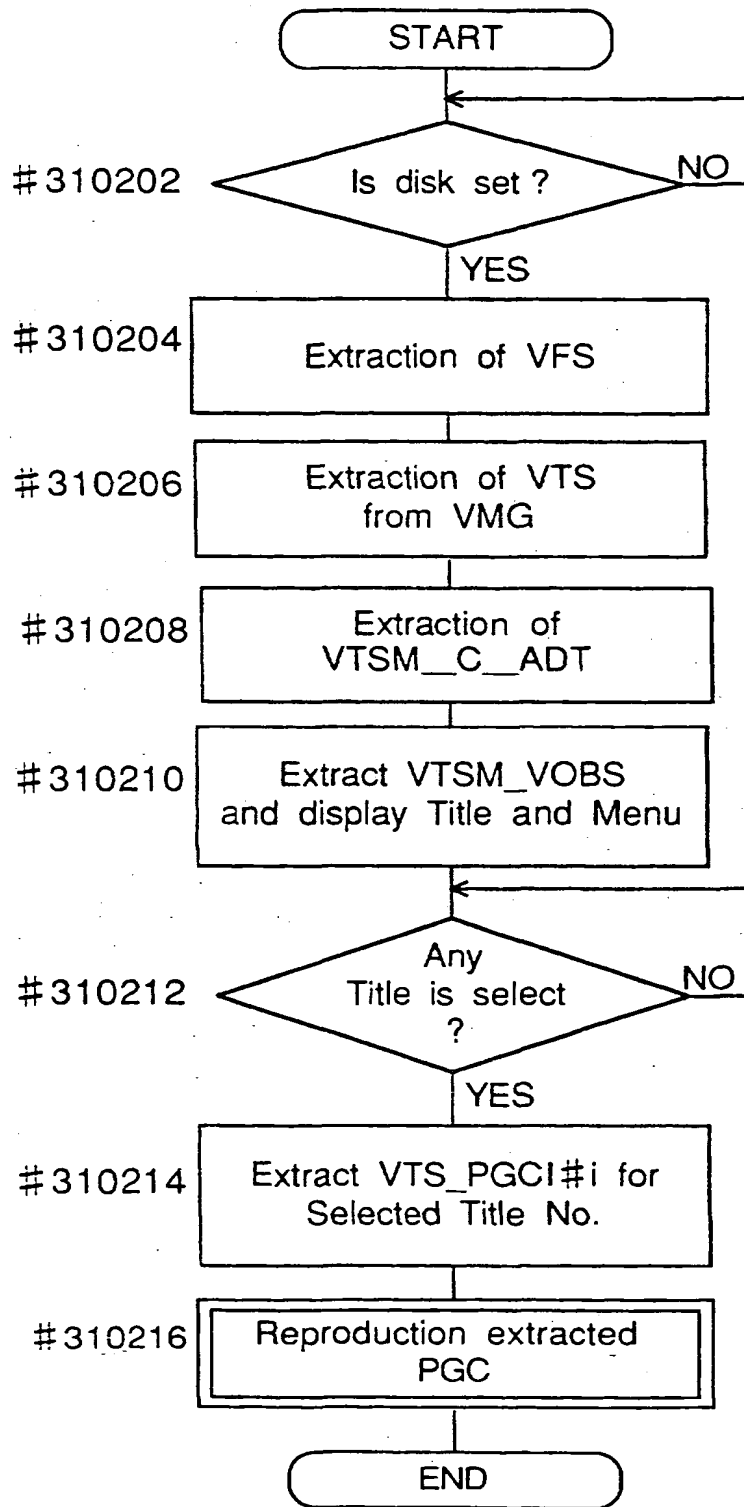 START
#310202
Is disk set?
NO
YES
#310204
Extraction of VFS
#310206
Extraction of VTS
from VMG
#310208
Extraction of
VTSM__C__ADT
#310210
Extract VTSM_VOBS
and display Title and Menu
#310212
Any
Title is select
?
NO
YES
#310214
Extract VTS_PGCI#i for
Selected Title No.
#310216
Reproduction extracted
PGC
END